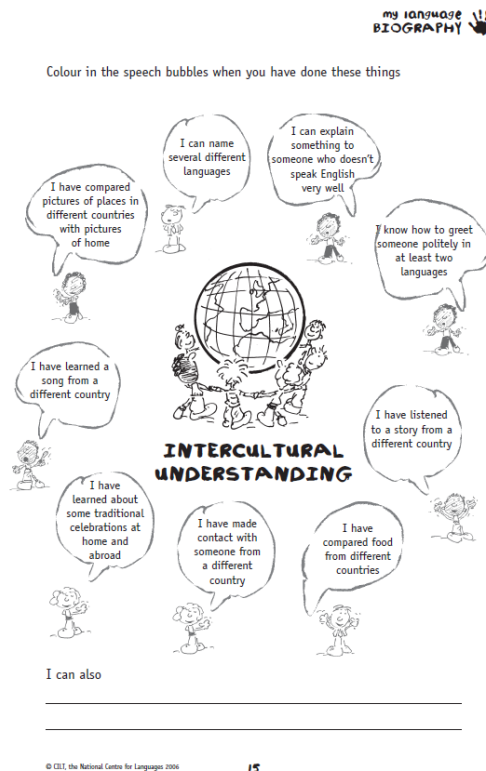 my language
BIOGRAPHY
Colour in the speech bubbles when you have done these things
I can name
several different
languages
I can explain
something to
someone who doesn't
speak English
very well
I have compared
pictures of places in
different countries
with pictures
of home
I know how to greet
someone politely in
at least two
languages
I have learned a
song from a
different country
I have listened
to a story from a
different country
INTERCULTURAL
UNDERSTANDING
I have
learned about
some traditional
celebrations at
home and
abroad
I have made
contact with
someone from
a different
country
I have
compared food
from different
countries
I can also
© CILT, the National Centre for Languages 2006
15